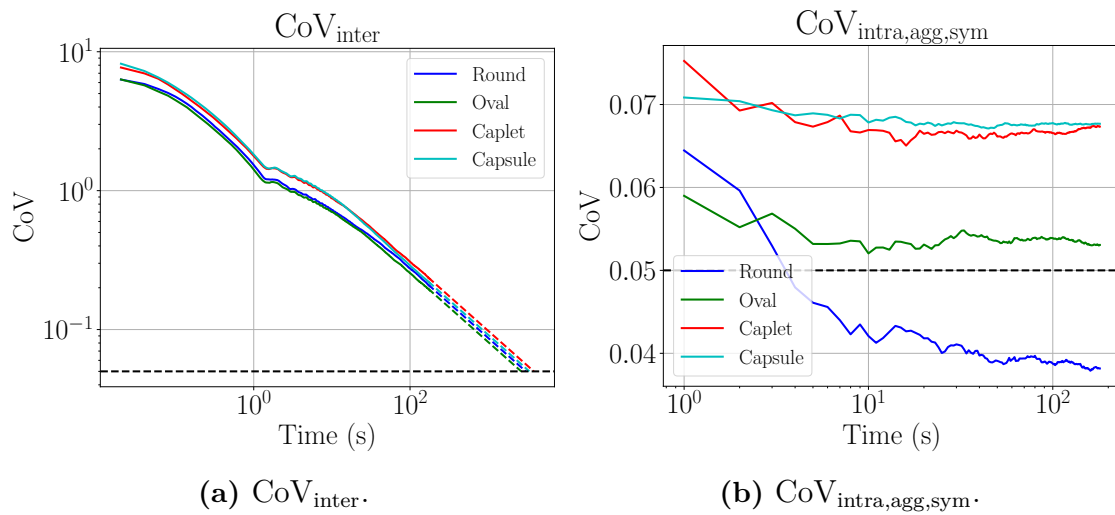 CoV_inter
10^1
10^0
10^-1
CoV
Round
Oval
Caplet
Capsule
10^0
10^2
Time (s)
(a) CoV_inter.
CoV_intra,agg,sym
0.07
0.06
0.05
0.04
CoV
Round
Oval
Caplet
Capsule
10^0
10^1
10^2
Time (s)
(b) CoV_intra,agg,sym.